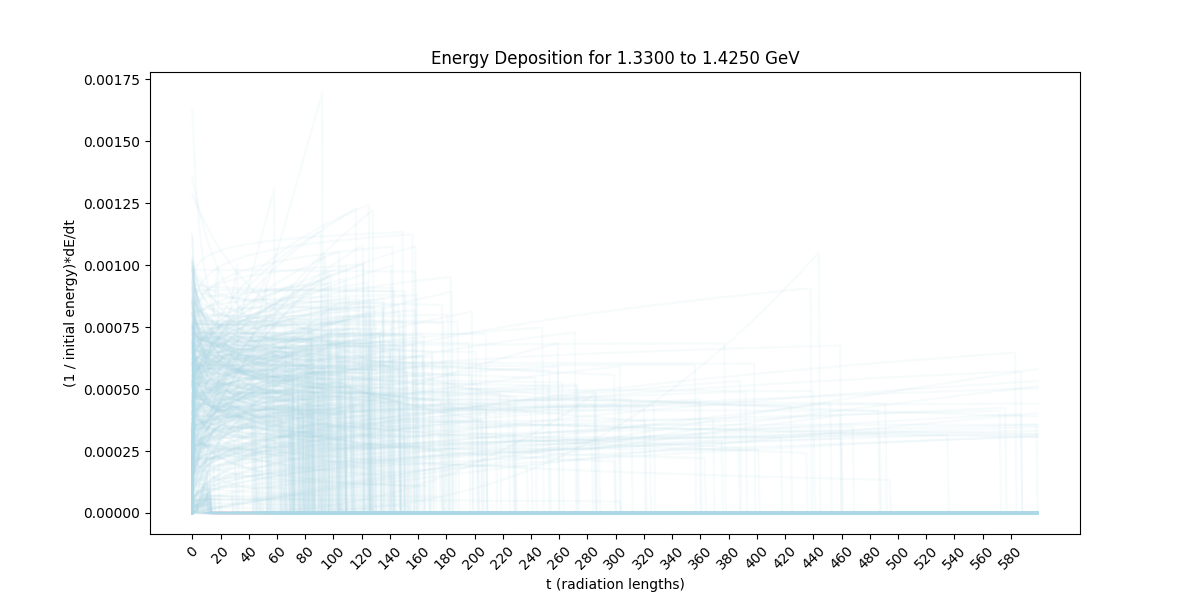 Energy Deposition for 1.3300 to 1.4250 GeV
(1 / initial energy)*dE/dt
0.00175
0.00150
0.00125
0.00100
0.00075
0.00050
0.00025
0.00000
0 20 40 60 80 100 120 140 160 180 200 220 240 260 280 300 320 340 360 380 400 420 440 460 480 500 520 540 560 580
t (radiation lengths)